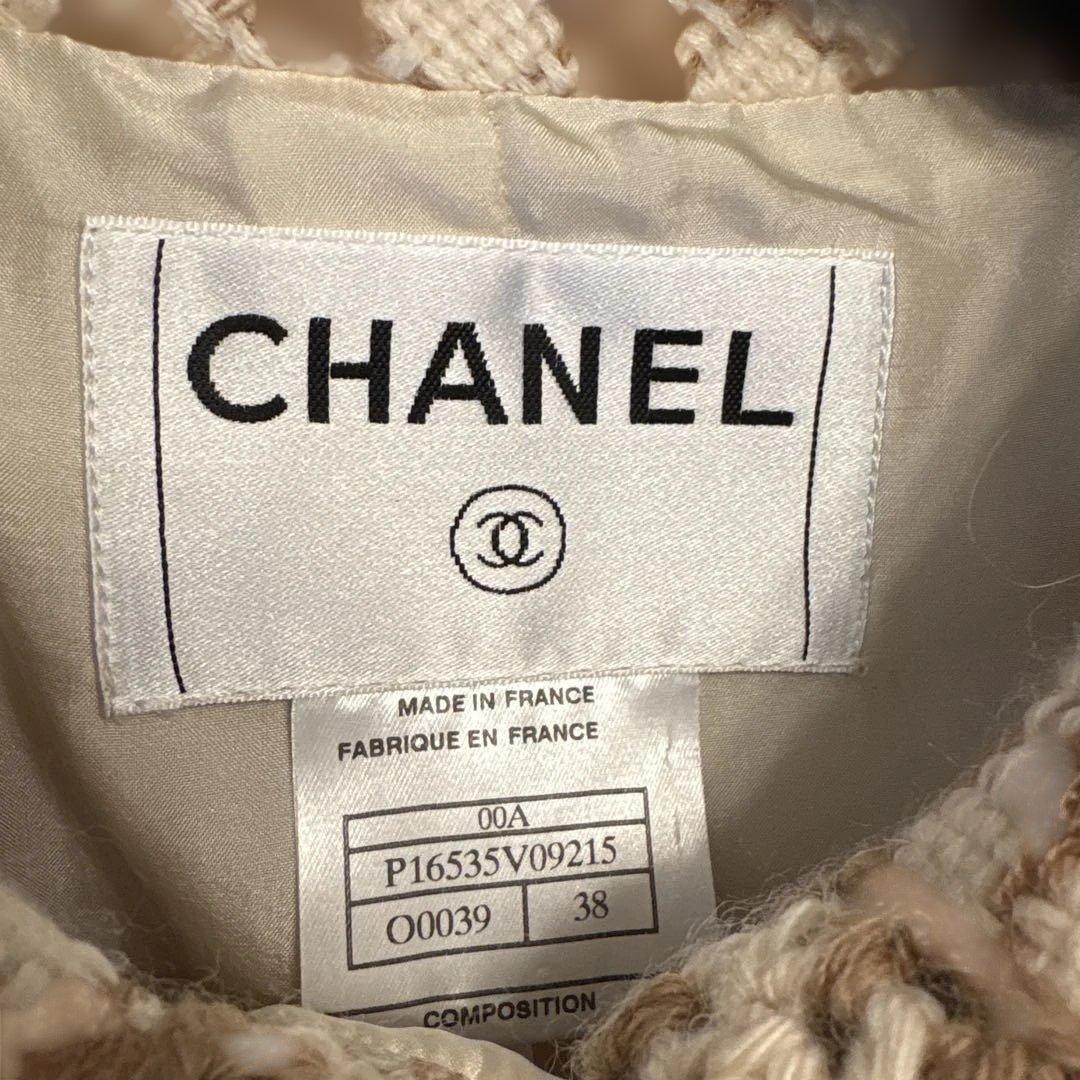 CHANEL
MADE IN FRANCE
FABRIQUE EN FRANCE
00A
P16535V09215
O0039 38
COMPOSITION